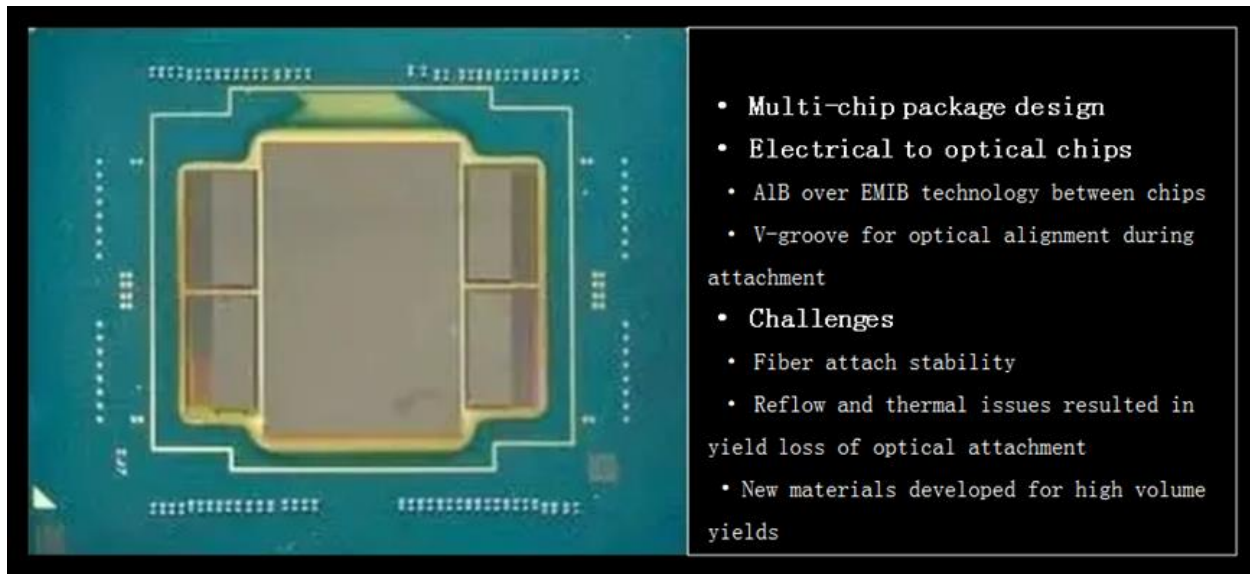 • Multi-chip package design
• Electrical to optical chips
• AlB over EMIB technology between chips
• V-groove for optical alignment during
attachment
• Challenges
• Fiber attach stability
• Reflow and thermal issues resulted in
yield loss of optical attachment
• New materials developed for high volume
yields